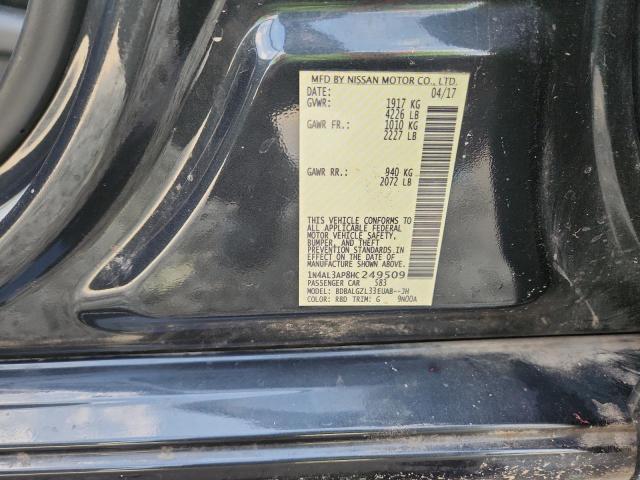 MFD BY NISSAN MOTOR CO., LTD.
DATE: 04/17
GVWR: 1917 KG
4226 LB
GAWR FR.: 1010 KG
2227 LB
GAWR RR.: 940 KG
2072 LB
THIS VEHICLE CONFORMS TO
ALL APPLICABLE FEDERAL
MOTOR VEHICLE SAFETY,
BUMPER, AND THEFT
PREVENTION STANDARDS IN
EFFECT ON THE DATE OF
MANUFACTURE SHOWN ABOVE.
1N4AL3AP8HC249509
PASSENGER CAR 583
MODEL: BDBALGZL33EUAB--JH
COLOR: RBD TRIM: G 9N00A